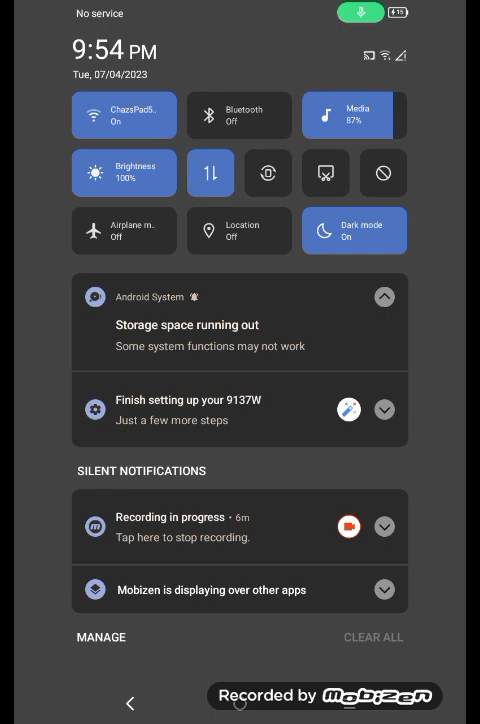 No service
15
9:54 PM
Tue, 07/04/2023
ChazsPad5..
On
Bluetooth
Off
Media
87%
Brightness
100%
Airplane m..
Off
Location
Off
Dark mode
On
Android System
Storage space running out
Some system functions may not work
Finish setting up your 9137W
Just a few more steps
SILENT NOTIFICATIONS
Recording in progress • 6m
Tap here to stop recording.
Mobizen is displaying over other apps
MANAGE
CLEAR ALL
Recorded by Mobizen